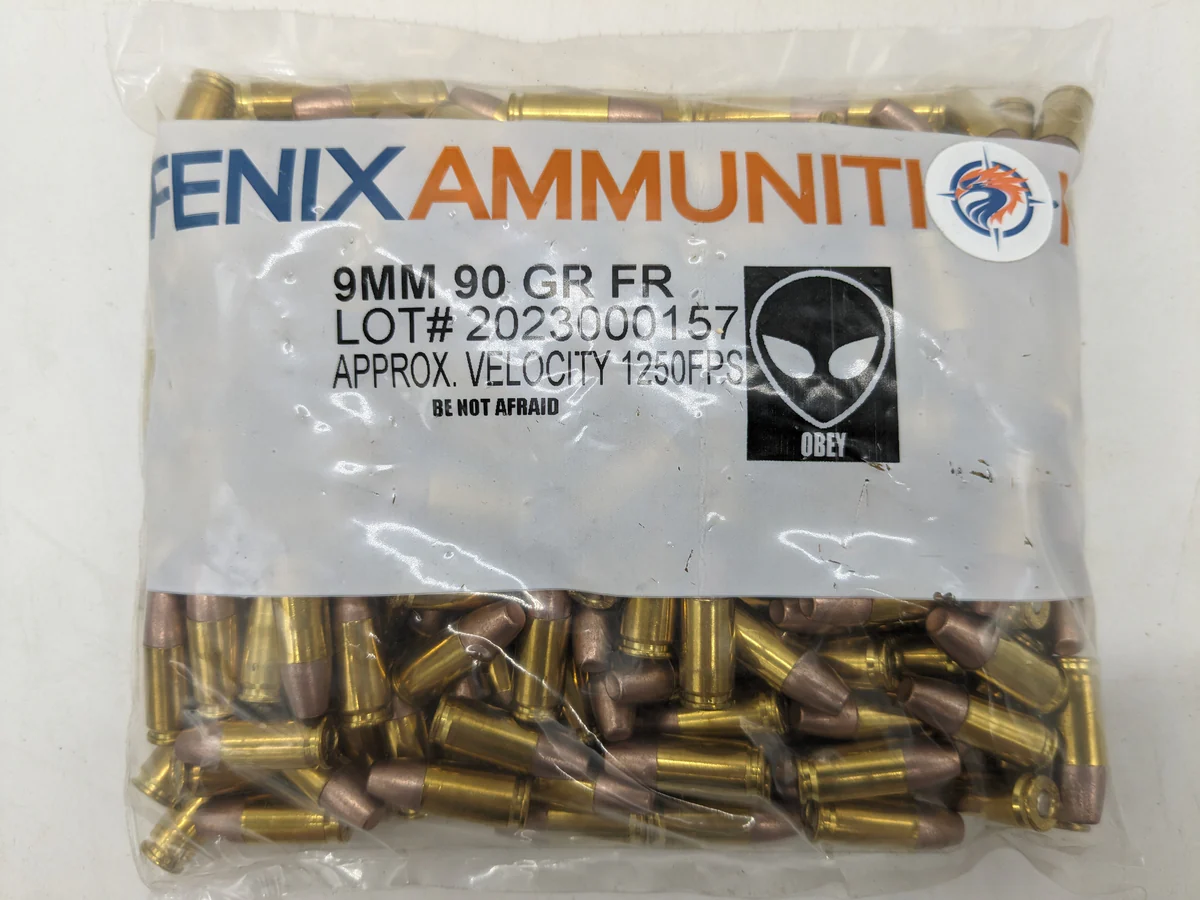 FENIX AMMUNITI
9MM 90 GR FR
LOT# 2023000157
APPROX. VELOCITY 1250FPS
BE NOT AFRAID
OBEY